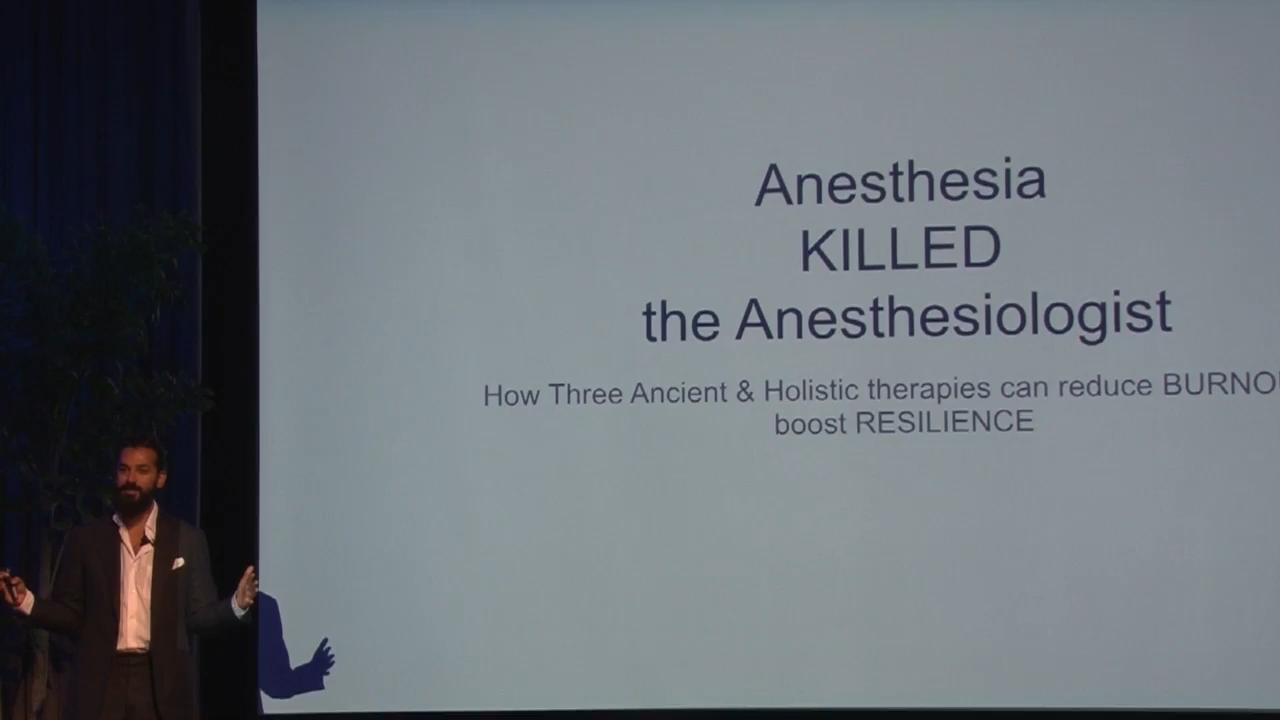 Anesthesia
KILLED
the Anesthesiologist
How Three Ancient & Holistic therapies can reduce
boost RESILIENCE